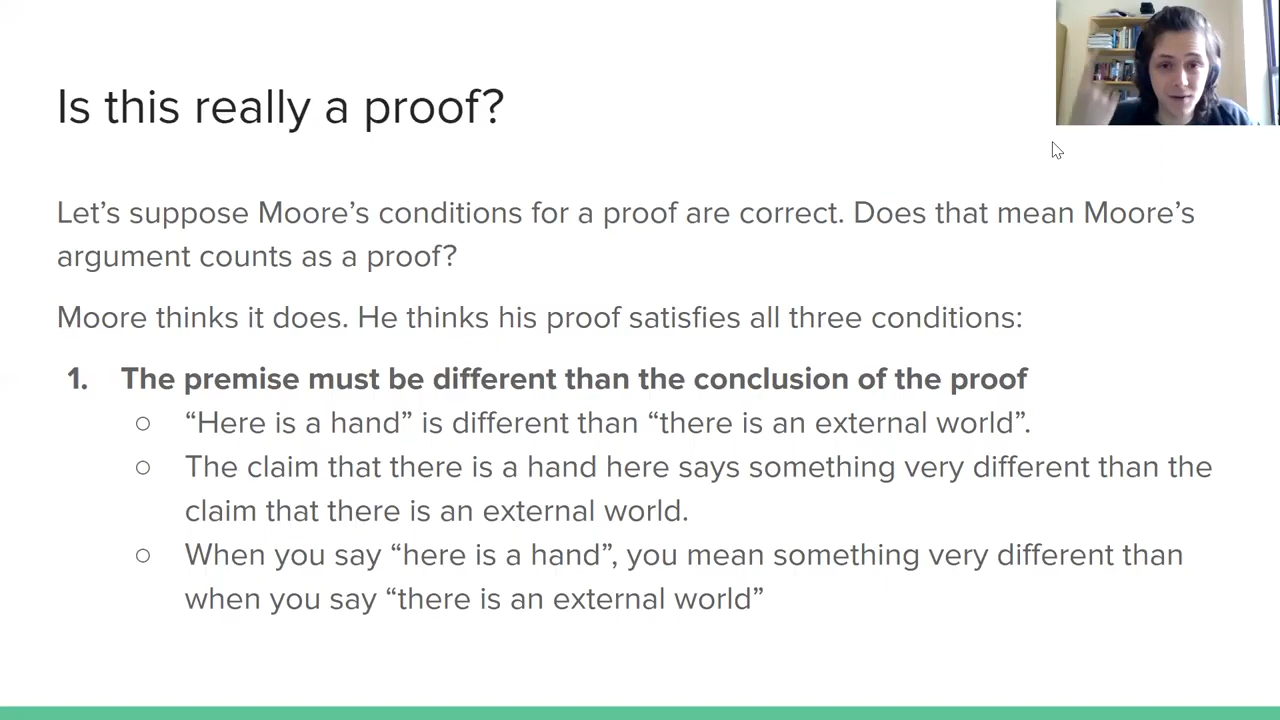 Is this really a proof?
Let’s suppose Moore’s conditions for a proof are correct. Does that mean Moore’s
argument counts as a proof?
Moore thinks it does. He thinks his proof satisfies all three conditions:
1. The premise must be different than the conclusion of the proof
○ “Here is a hand” is different than “there is an external world”.
○ The claim that there is a hand here says something very different than the
claim that there is an external world.
○ When you say “here is a hand”, you mean something very different than
when you say “there is an external world”